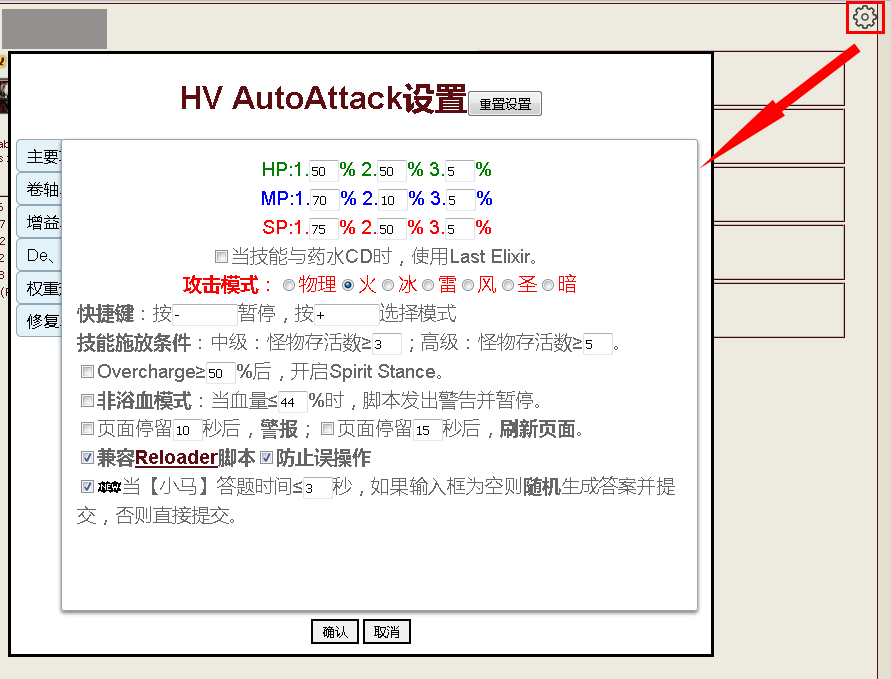 HV AutoAttack设置 重置设置
主要
卷轴
增益
De、
权重
修复
HP:1. 50 % 2. 50 % 3. 5 %
MP:1. 70 % 2. 10 % 3. 5 %
SP:1. 75 % 2. 50 % 3. 5 %
当技能与药水CD时，使用Last Elixir。
攻击模式：物理 火 冰 雷 风 圣 暗
快捷键：按 - 暂停，按 + 选择模式
技能施放条件：中级：怪物存活数≥ 3 ；高级：怪物存活数≥ 5 。
Overcharge≥ 50 %后，开启Spirit Stance。
非浴血模式：当血量≤ 44 %时，脚本发出警告并暂停。
页面停留 10 秒后，警报；页面停留 15 秒后，刷新页面。
兼容Reloader脚本 防止误操作
NEW 当【小马】答题时间≤ 3 秒，如果输入框为空则随机生成答案并提
交，否则直接提交。
确认 取消